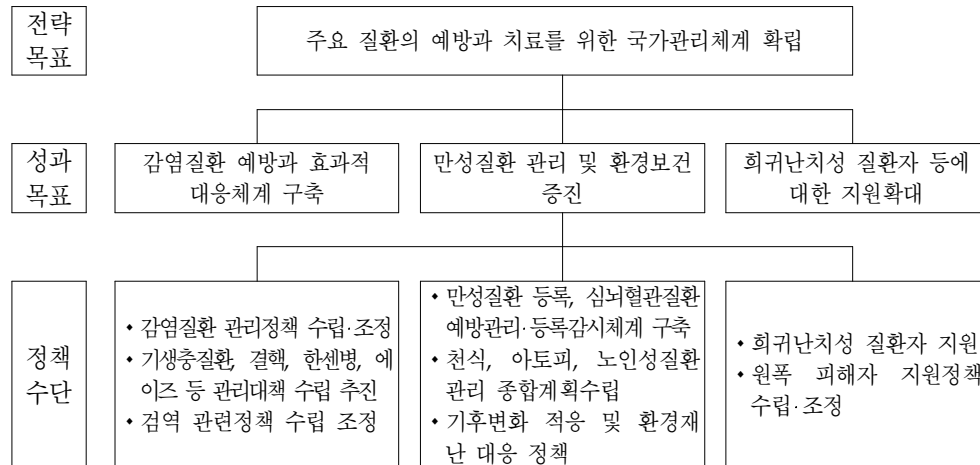 전략
목표
주요 질환의 예방과 치료를 위한 국가관리체계 확립
성과
목표
감염질환 예방과 효과적
대응체계 구축
만성질환 관리 및 환경보건
증진
희귀난치성 질환자 등에
대한 지원확대
정책
수단
• 감염질환 관리정책 수립·조정
• 기생충질환, 결핵, 한센병, 에
이즈 등 관리대책 수립 추진
• 검역 관련정책 수립 조정
• 만성질환 등록, 심뇌혈관질환
예방관리·등록감시체계 구축
• 천식, 아토피, 노인성질환
관리 종합계획수립
• 기후변화 적응 및 환경재
난 대응 정책
• 희귀난치성 질환자 지원
• 원폭 피해자 지원정책
수립·조정